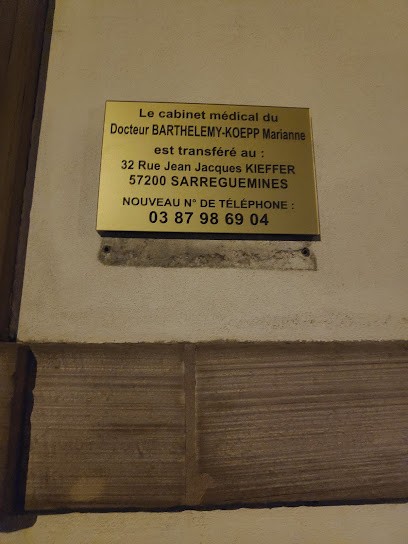 Le cabinet médical du
Docteur BARTHELEMY-KOEPP Marianne
est transféré au :
32 Rue Jean Jacques KIEFFER
57200 SARREGUEMINES
NOUVEAU N° DE TÉLÉPHONE :
03 87 98 69 04